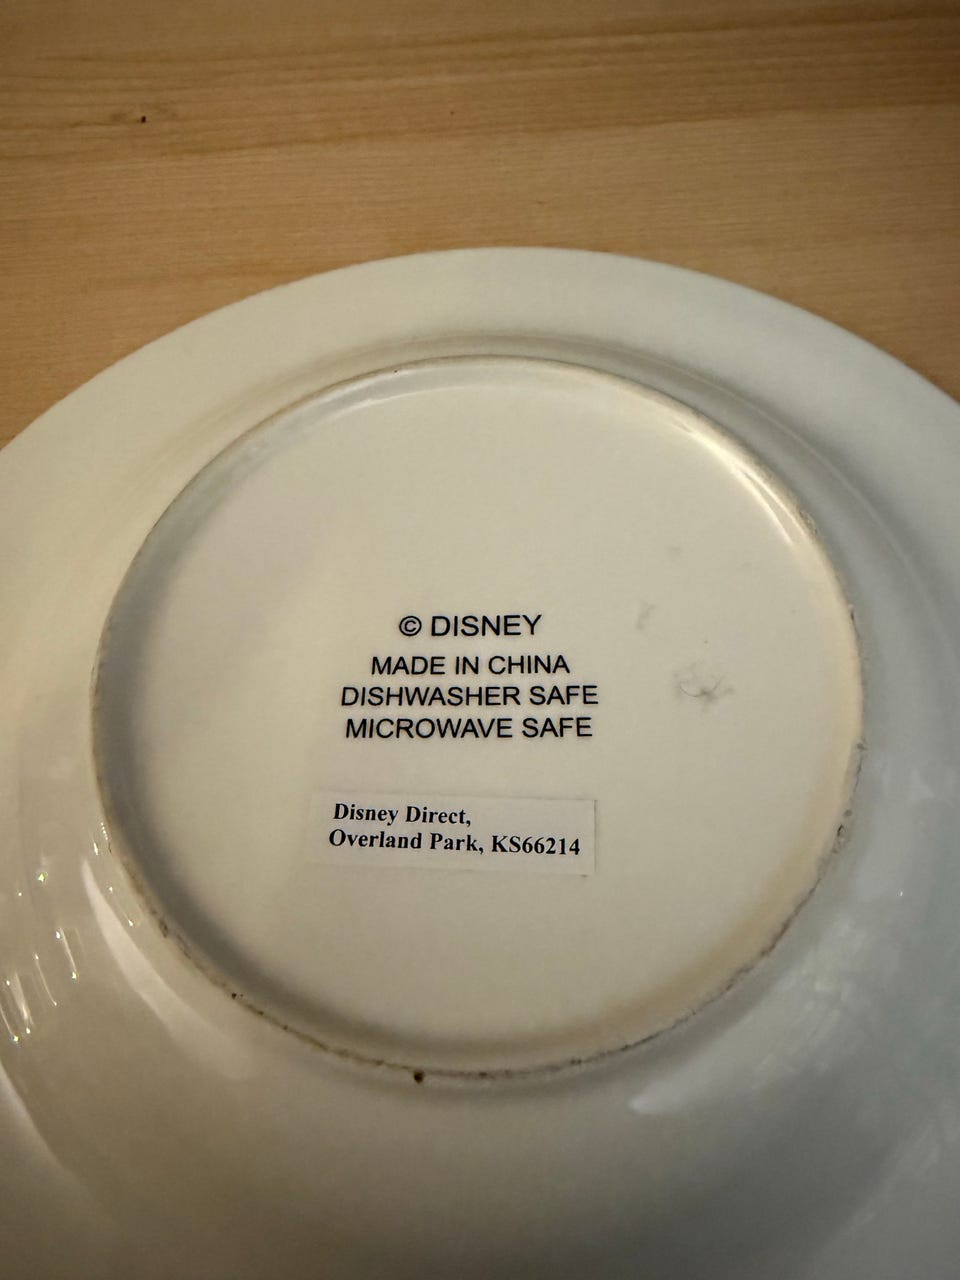 © DISNEY
MADE IN CHINA
DISHWASHER SAFE
MICROWAVE SAFE
Disney Direct,
Overland Park, KS66214